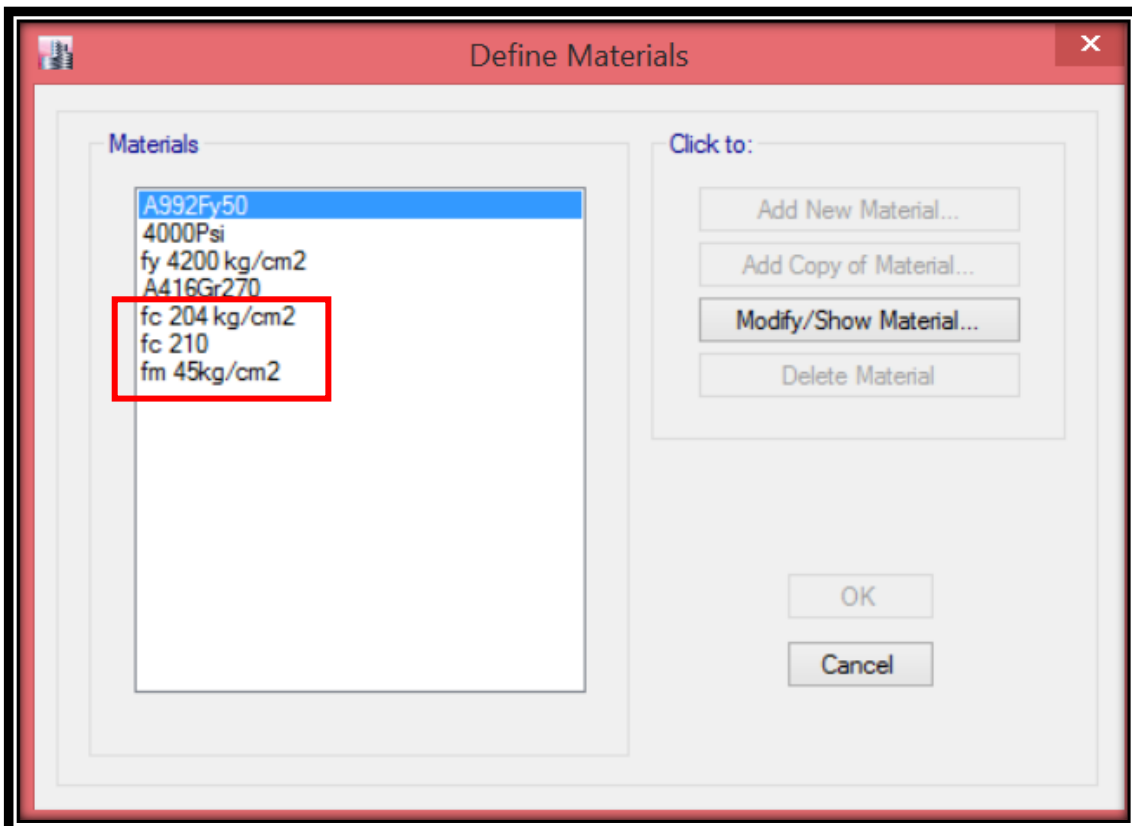 Define Materials
Materials
A992Fy50
4000Psi
fy 4200 kg/cm2
A416Gr270
fc 204 kg/cm2
fc 210
fm 45kg/cm2
Click to:
Add New Material...
Add Copy of Material...
Modify/Show Material...
Delete Material
OK
Cancel